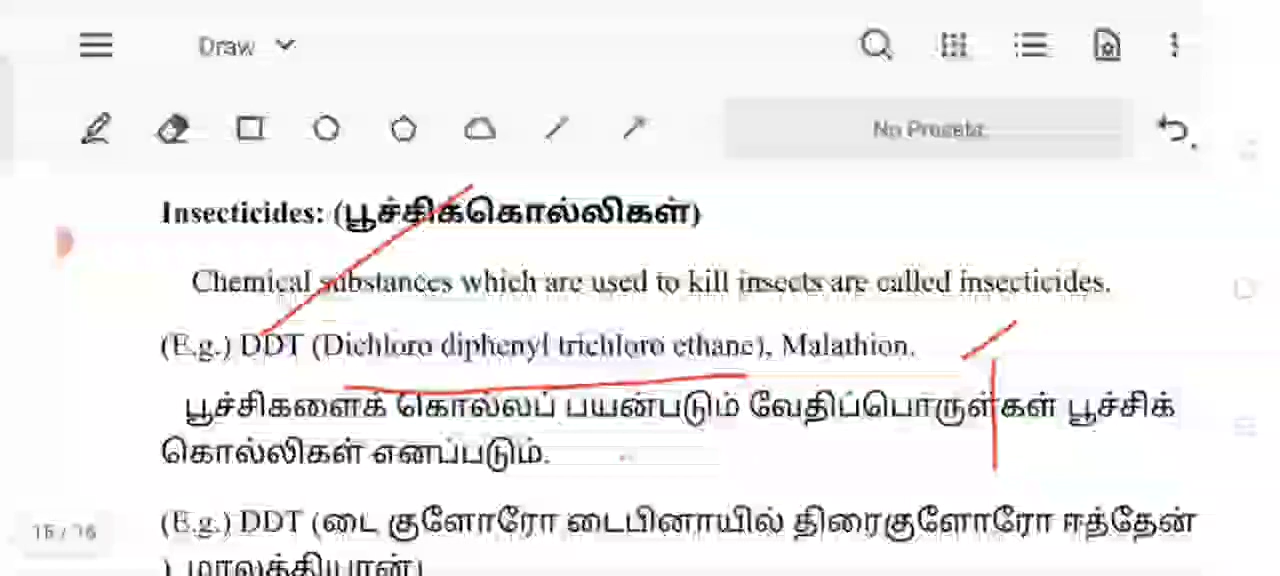 Draw
No Presets
Insecticides: (பூச்சிக்கொல்லிகள்)
Chemical substances which are used to kill insects are called insecticides.
(E.g.) DDT (Dichloro diphenyl trichloro ethane), Malathion.
பூச்சிகளைக் கொல்லப் பயன்படும் வேதிப்பொருள்கள் பூச்சிக்
கொல்லிகள் எனப்படும்.
15 / 16
(E.g.) DDT (டை குளோரோ டைபினாயில் திரைகுளோரோ ஈத்தேன்
), மாலத்தியான்)